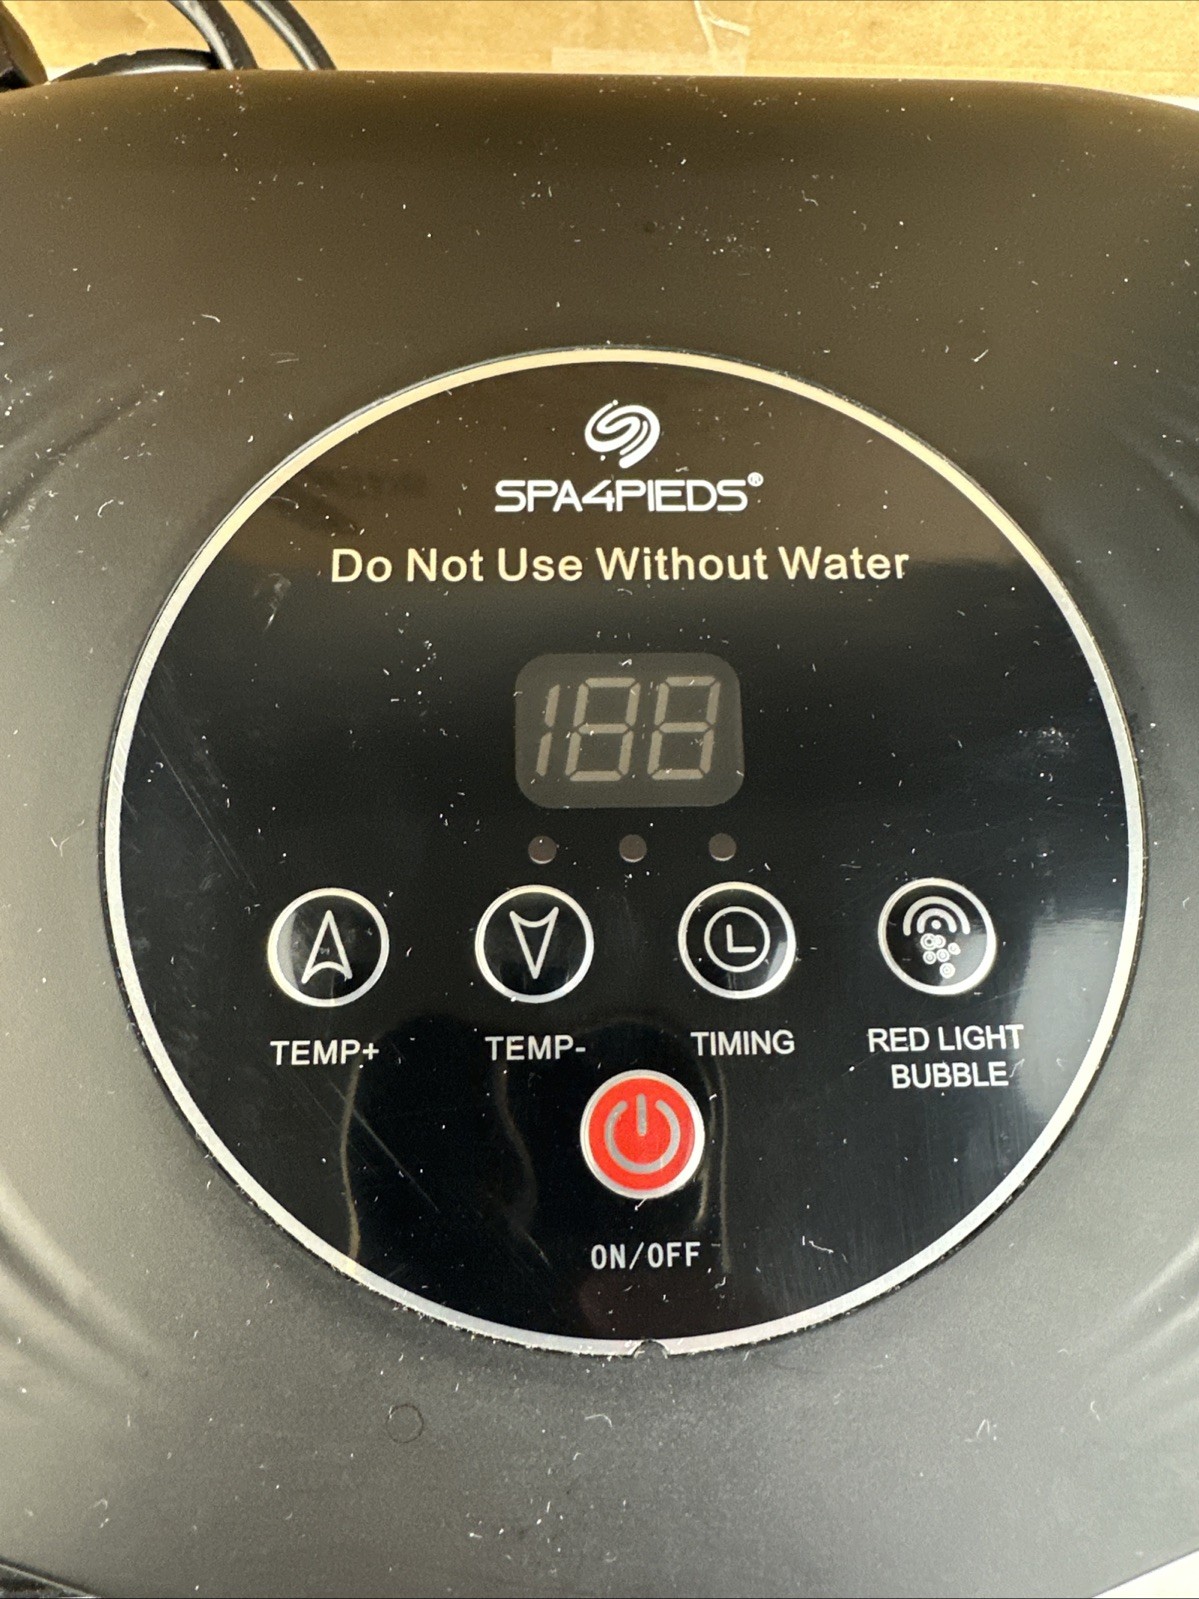 SPA4PIEDS®
Do Not Use Without Water
188
TEMP+
TEMP-
TIMING
RED LIGHT
BUBBLE
ON/OFF